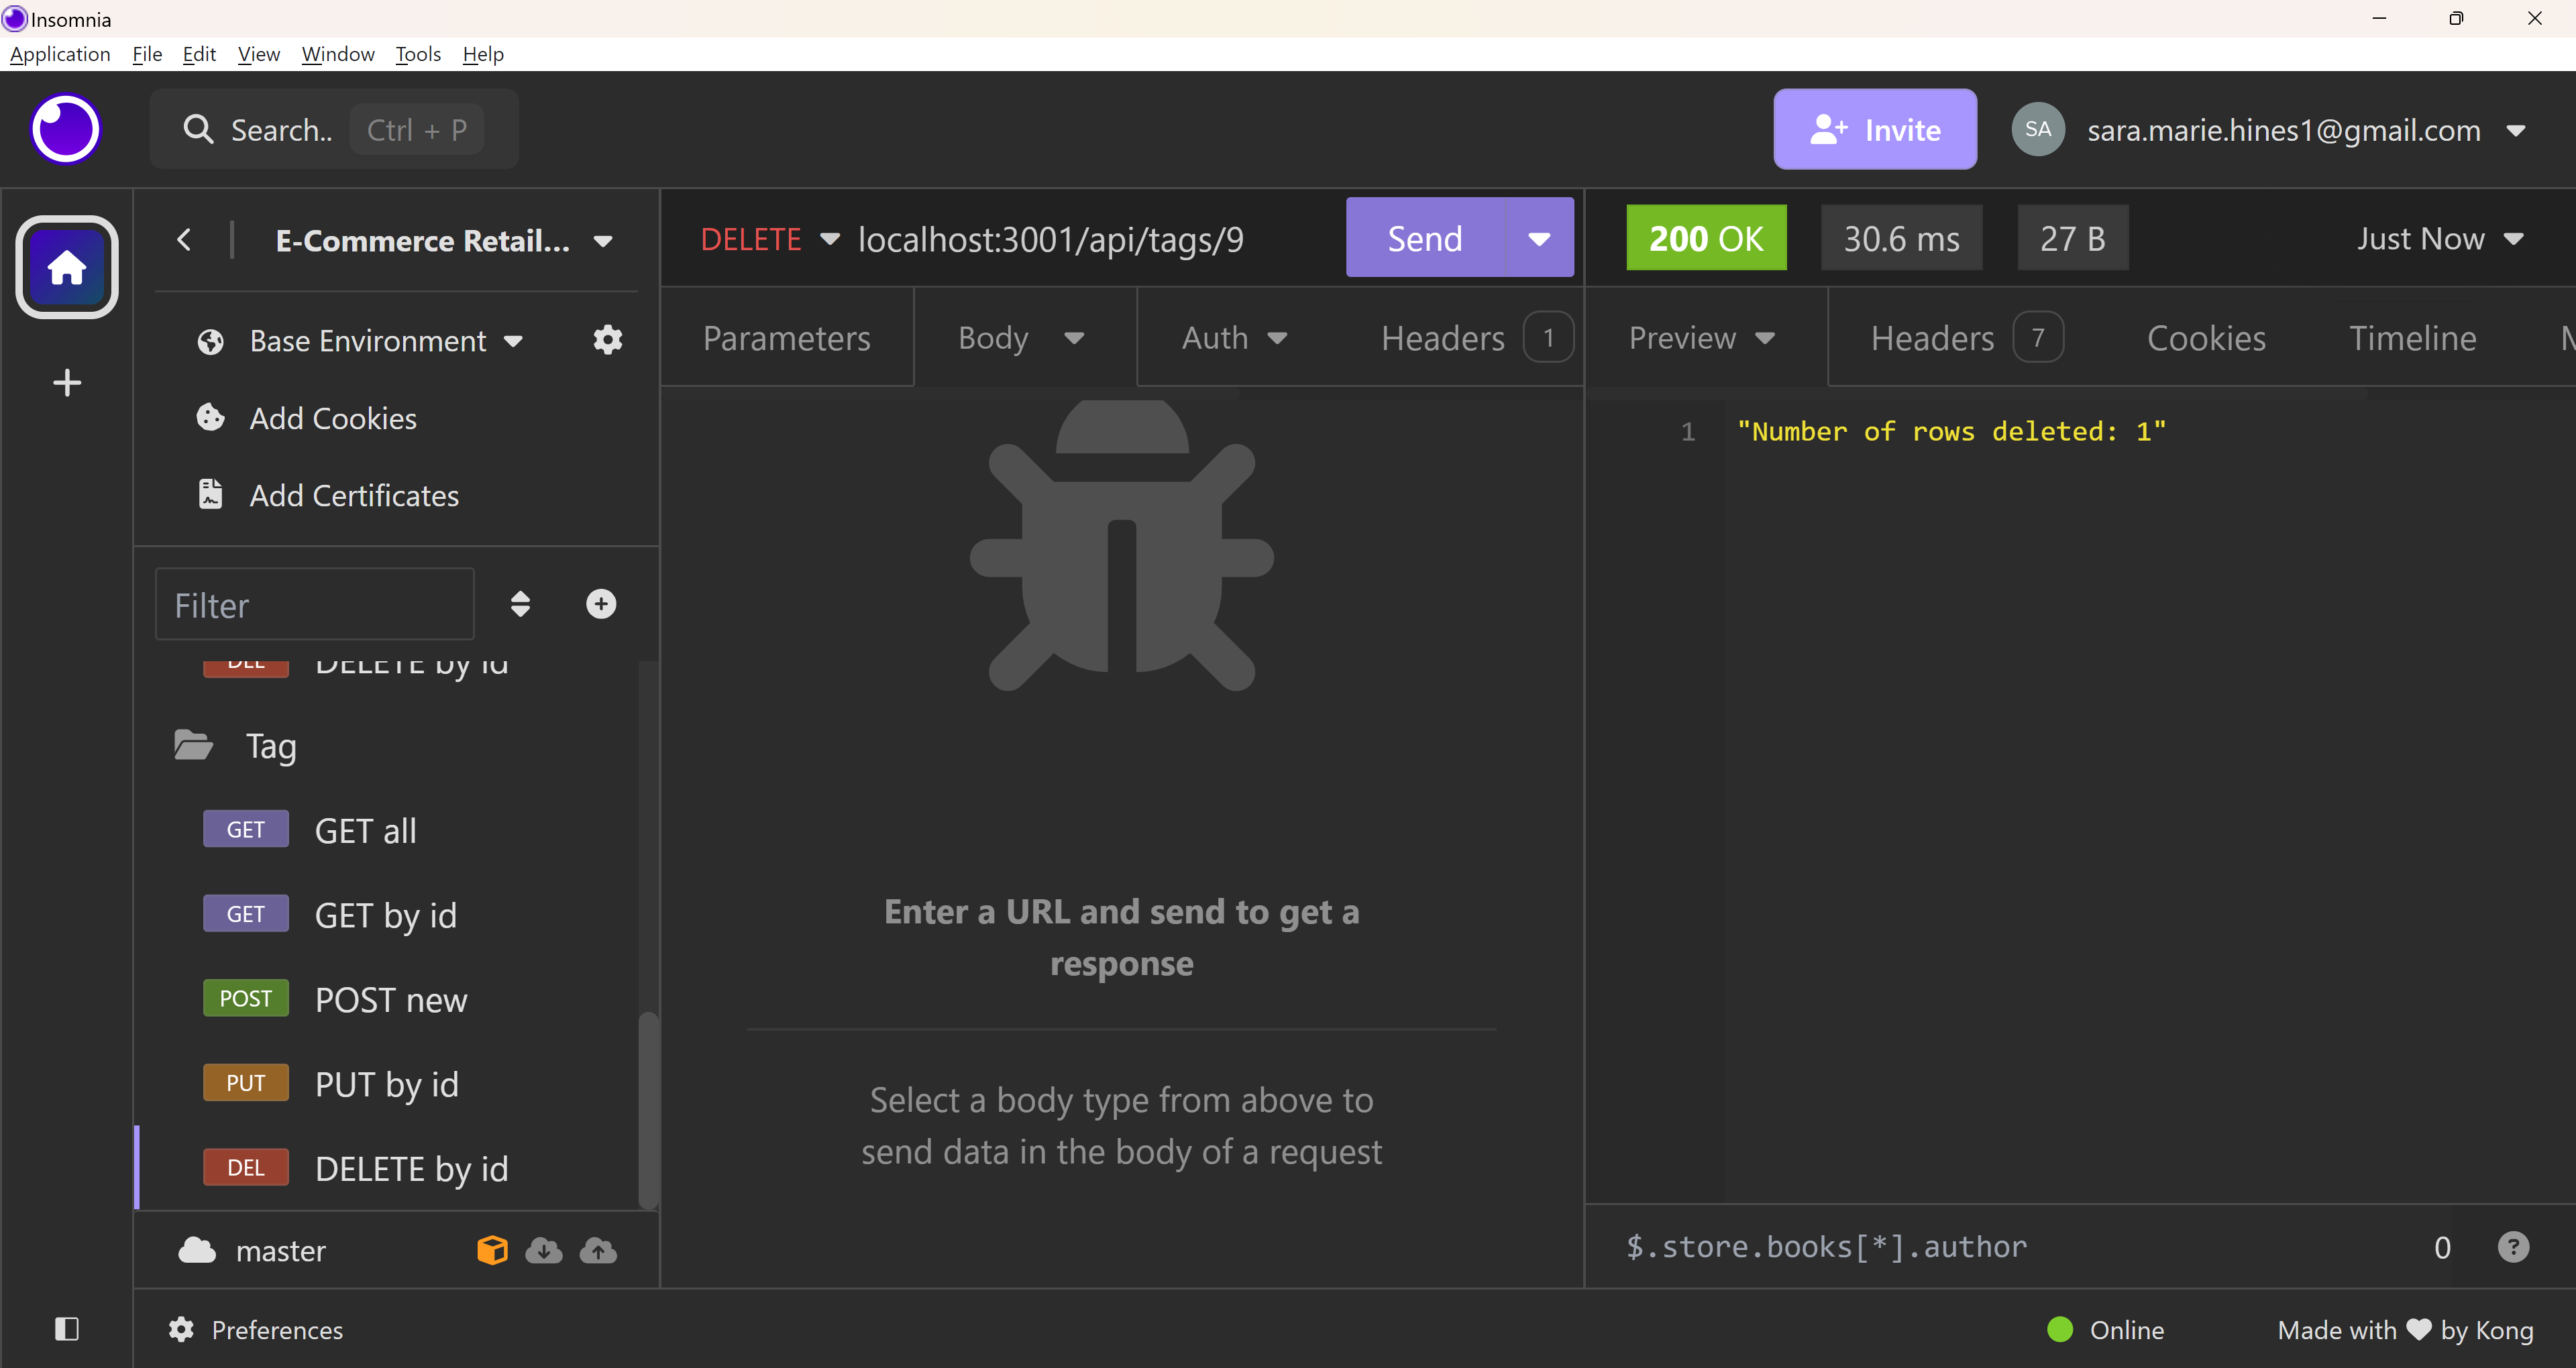 Insomnia
Application File Edit View Window Tools Help
Search.. Ctrl + P
Invite
SA sara.marie.hines1@gmail.com
E-Commerce Retail...
DELETE localhost:3001/api/tags/9
Send
200 OK 30.6 ms 27 B Just Now
Base Environment
Add Cookies
Add Certificates
Parameters Body Auth Headers 1
Preview Headers 7 Cookies Timeline
1 "Number of rows deleted: 1"
Filter
DEL DELETE by id
Tag
GET GET all
GET GET by id
POST POST new
PUT PUT by id
DEL DELETE by id
Enter a URL and send to get a
response
Select a body type from above to
send data in the body of a request
master
$.store.books[*].author 0 ?
Preferences
Online Made with ❤ by Kong